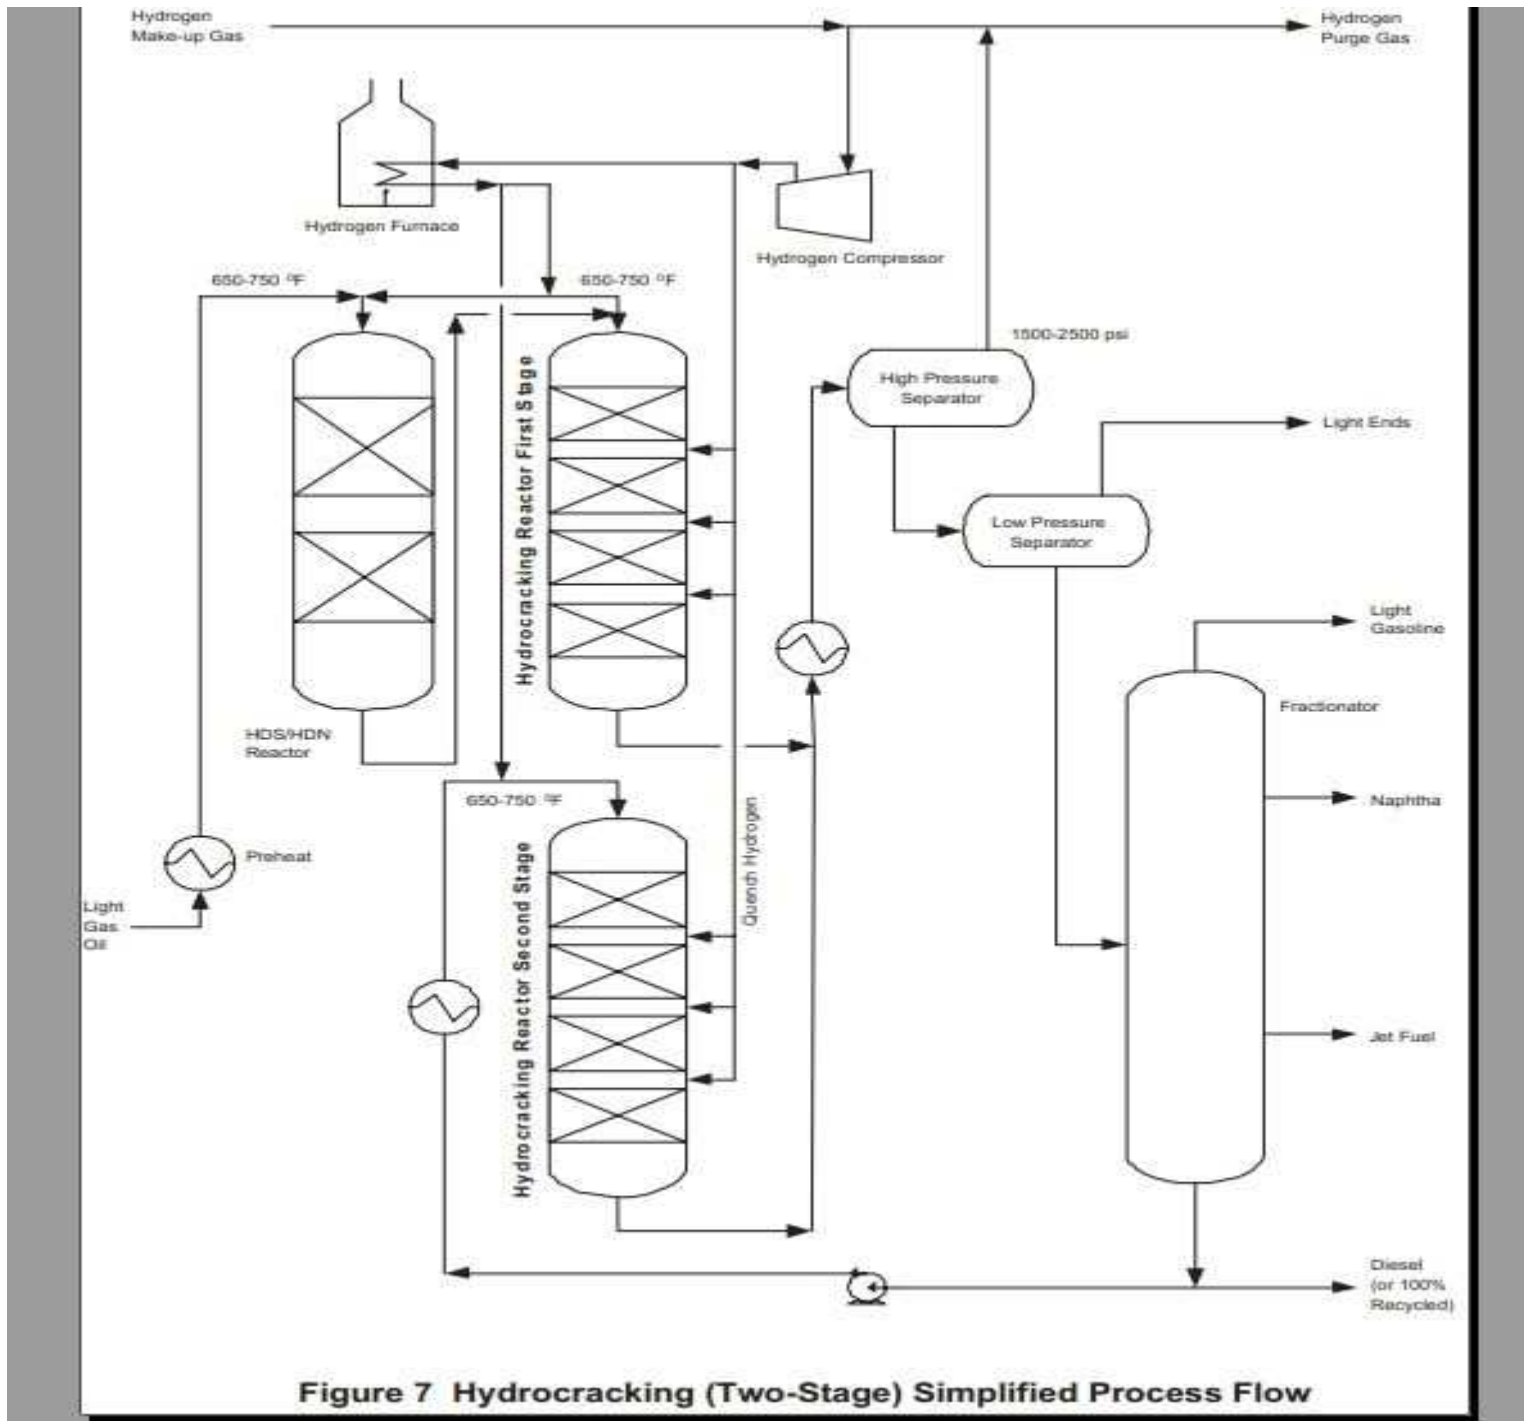 Hydrogen
Make-up Gas
Hydrogen
Purge Gas
Hydrogen Furnace
Hydrogen Compressor
650-750 ºF
650-750 ºF
1500-2500 psi
High Pressure
Separator
Light Ends
Low Pressure
Separator
Hydrocracking Reactor First Stage
Light
Gasoline
Fractionator
HDS/HDN
Reactor
650-750 ºF
Naphtha
Quench Hydrogen
Preheat
Light
Gas
Oil
Hydrocracking Reactor Second Stage
Jet Fuel
Diesel
(or 100%
Recycled)
Figure 7 Hydrocracking (Two-Stage) Simplified Process Flow